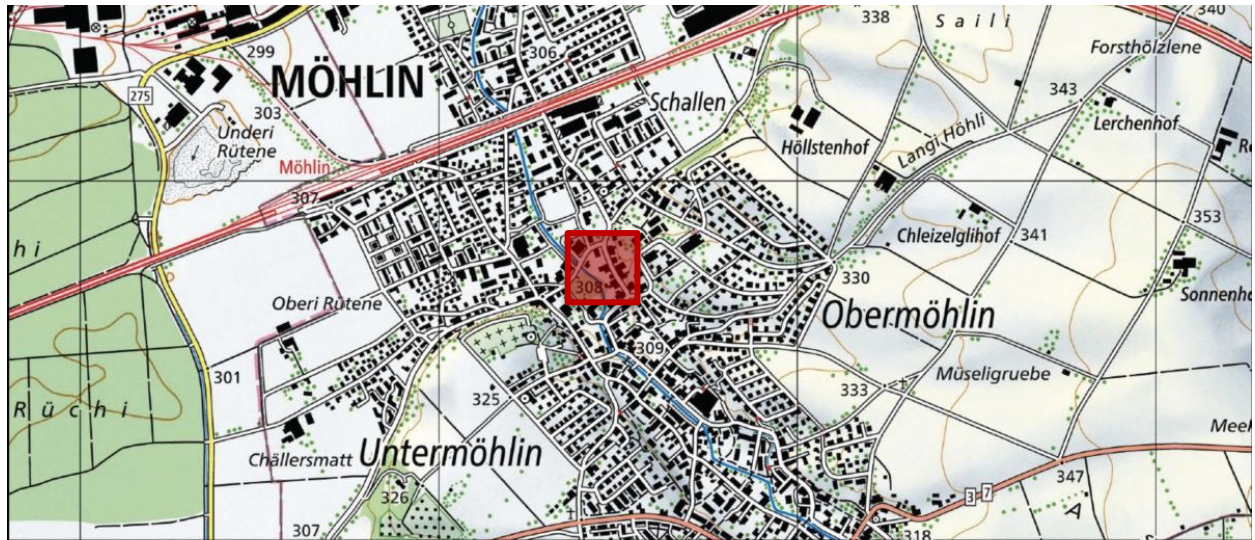 340
338
Saili
299
306
Forsthölzlene
MÖHLIN
275
303
Schallen
343
Underi
Rütene
Langi Höhli
Lerchenhof
Höllstenhof
Möhlin
307
353
hi
Chleizelglihof
341
330
308
Oberi Rütene
Sonnenho
Obermöhlin
309
301
Müseligruebe
333
Rüchi
325
Meek
Chällersmatt
Untermöhlin
347
326
3
7
A
307
318